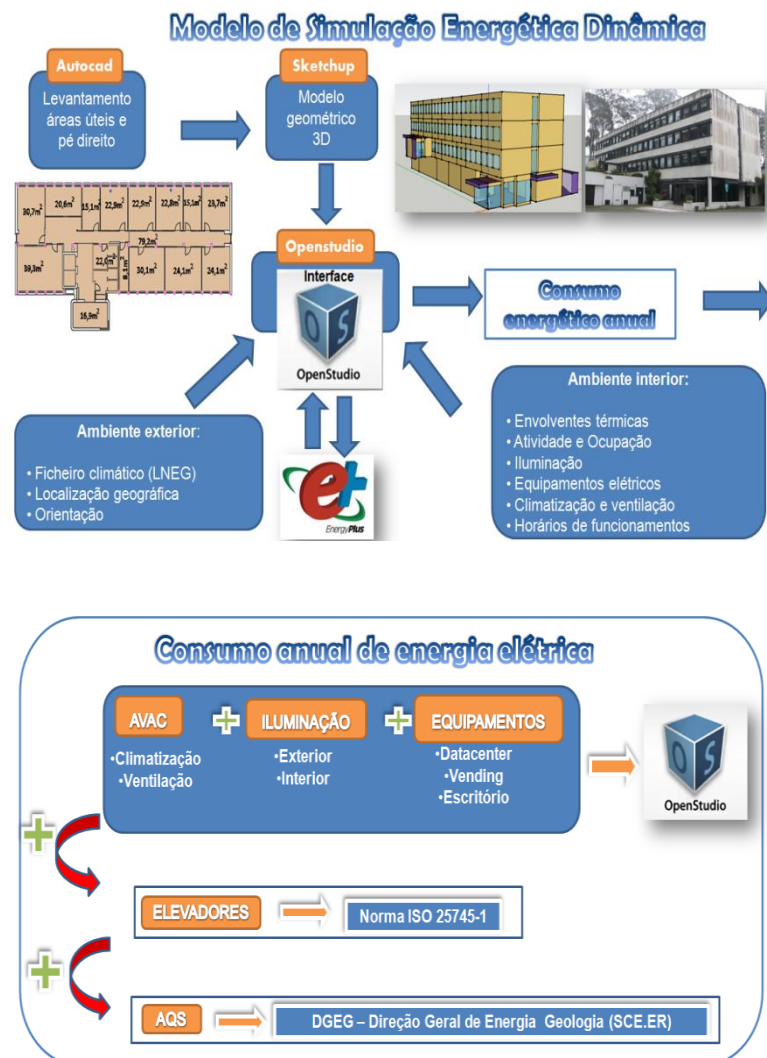 Modelo de Simulação Energética Dinâmica
Autocad
Levantamento
áreas úteis e
pé direito
Sketchup
Modelo
geométrico
3D
30,7m²
20,6m²
15,1m²
22,9m²
22,9m²
22,8m²
15,1m²
23,7m²
79,2m²
39,3m²
8,1m²
30,1m²
24,1m²
24,1m²
16,9m²
Openstudio
Interface
OS
OpenStudio
Consumo
energético anual
Ambiente exterior:
• Ficheiro climático (LNEG)
• Localização geográfica
• Orientação
e+
EnergyPlus
Ambiente interior:
• Envolventes térmicas
• Atividade e Ocupação
• Iluminação
• Equipamentos elétricos
• Climatização e ventilação
• Horários de funcionamentos
Consumo anual de energia elétrica
AVAC
•Climatização
•Ventilação
ILUMINAÇÃO
•Exterior
•Interior
EQUIPAMENTOS
•Datacenter
•Vending
•Escritório
OS
OpenStudio
ELEVADORES
Norma ISO 25745-1
AQS
DGEG – Direção Geral de Energia Geologia (SCE.ER)